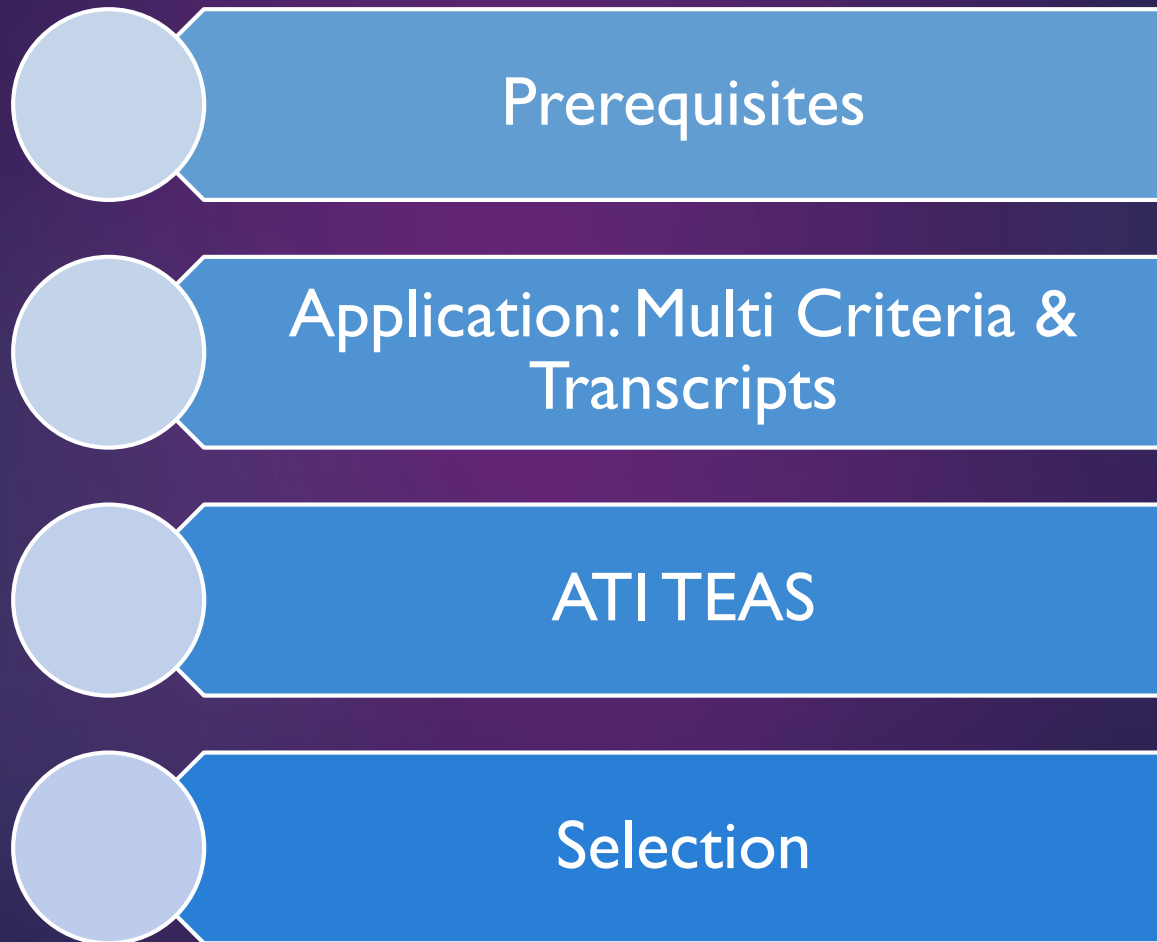 Prerequisites
Application: Multi Criteria &
Transcripts
ATI TEAS
Selection